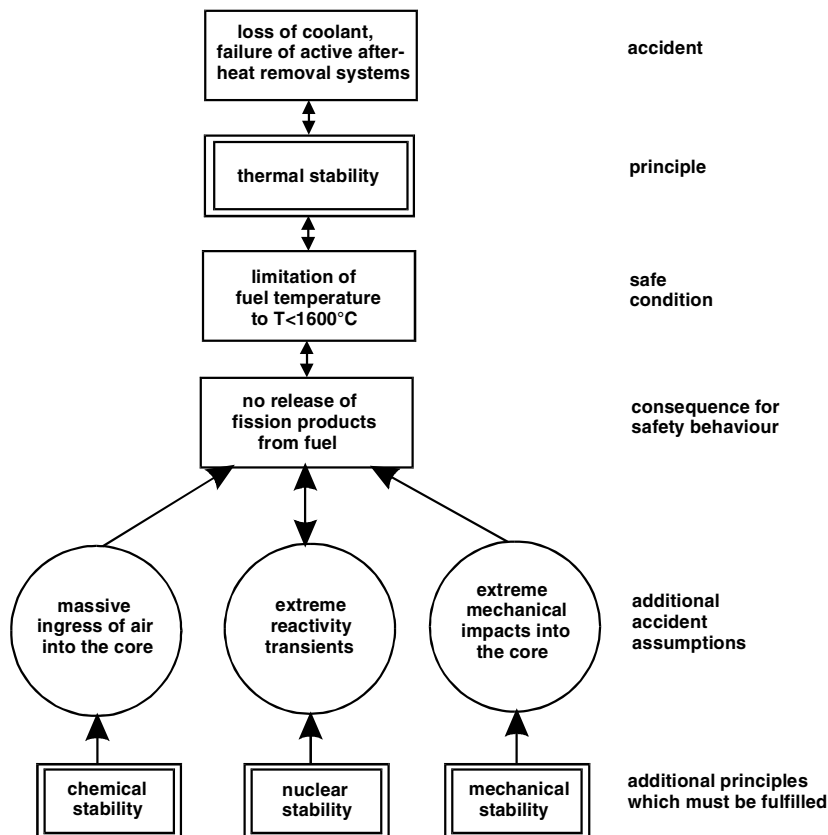 loss of coolant,
failure of active after-
heat removal systems
accident
thermal stability
principle
limitation of
fuel temperature
to T<1600°C
safe
condition
no release of
fission products
from fuel
consequence for
safety behaviour
massive
ingress of air
into the core
extreme
reactivity
transients
extreme
mechanical
impacts into
the core
additional
accident
assumptions
chemical
stability
nuclear
stability
mechanical
stability
additional principles
which must be fulfilled